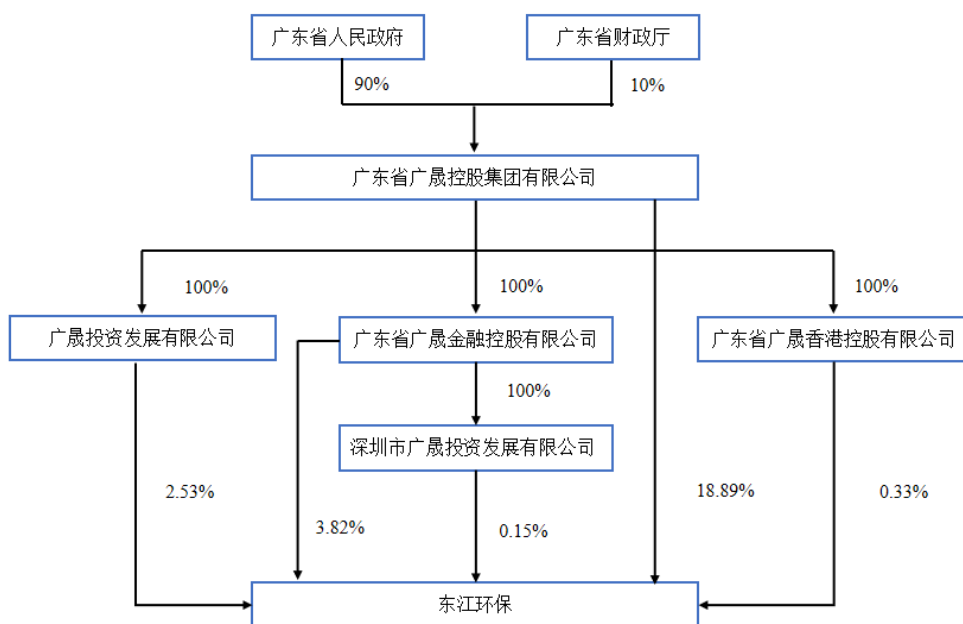 广东省人民政府
广东省财政厅
90%
10%
广东省广晟控股集团有限公司
100%
100%
100%
广晟投资发展有限公司
广东省广晟金融控股有限公司
广东省广晟香港控股有限公司
100%
深圳市广晟投资发展有限公司
2.53%
18.89%
0.33%
3.82%
0.15%
东江环保